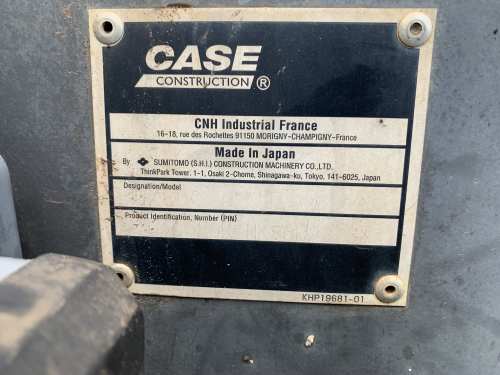 CASE
CONSTRUCTION ®
CNH Industrial France
16-18, rue des Rochettes 91150 MORIGNY-CHAMPIGNY-France
Made In Japan
By SUMITOMO (S.H.I.) CONSTRUCTION MACHINERY CO.,LTD.
ThinkPark Tower. 1-1, Osaki 2-Chome, Shinagawa-ku, Tokyo, 141-6025, Japan
Designation/Model
Product Identification, Number (PIN)
KHP19681-01